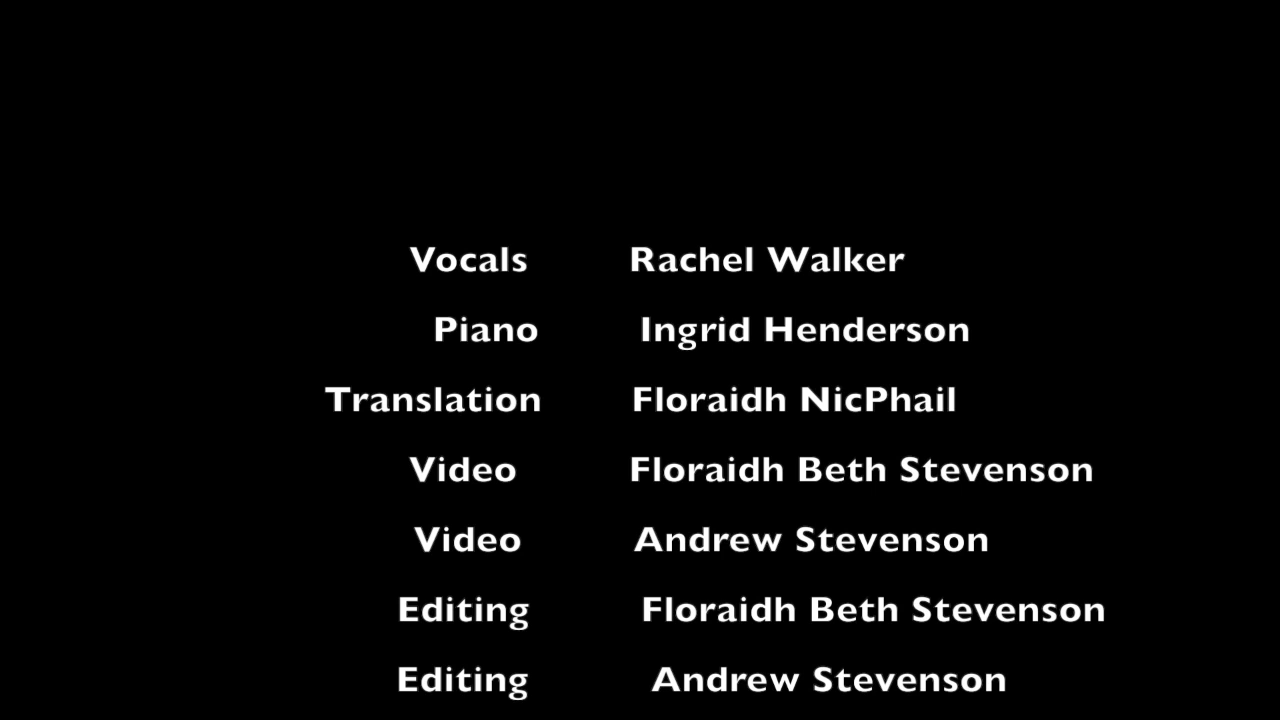 Vocals Rachel Walker
Piano Ingrid Henderson
Translation Floraidh NicPhail
Video Floraidh Beth Stevenson
Video Andrew Stevenson
Editing Floraidh Beth Stevenson
Editing Andrew Stevenson